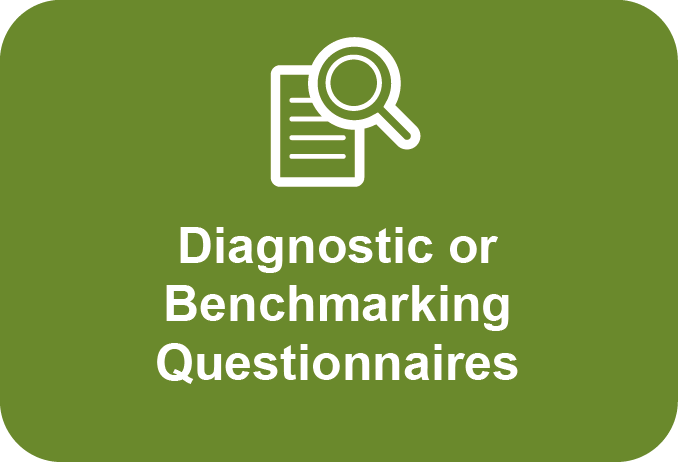 Diagnostic or
Benchmarking
Questionnaires